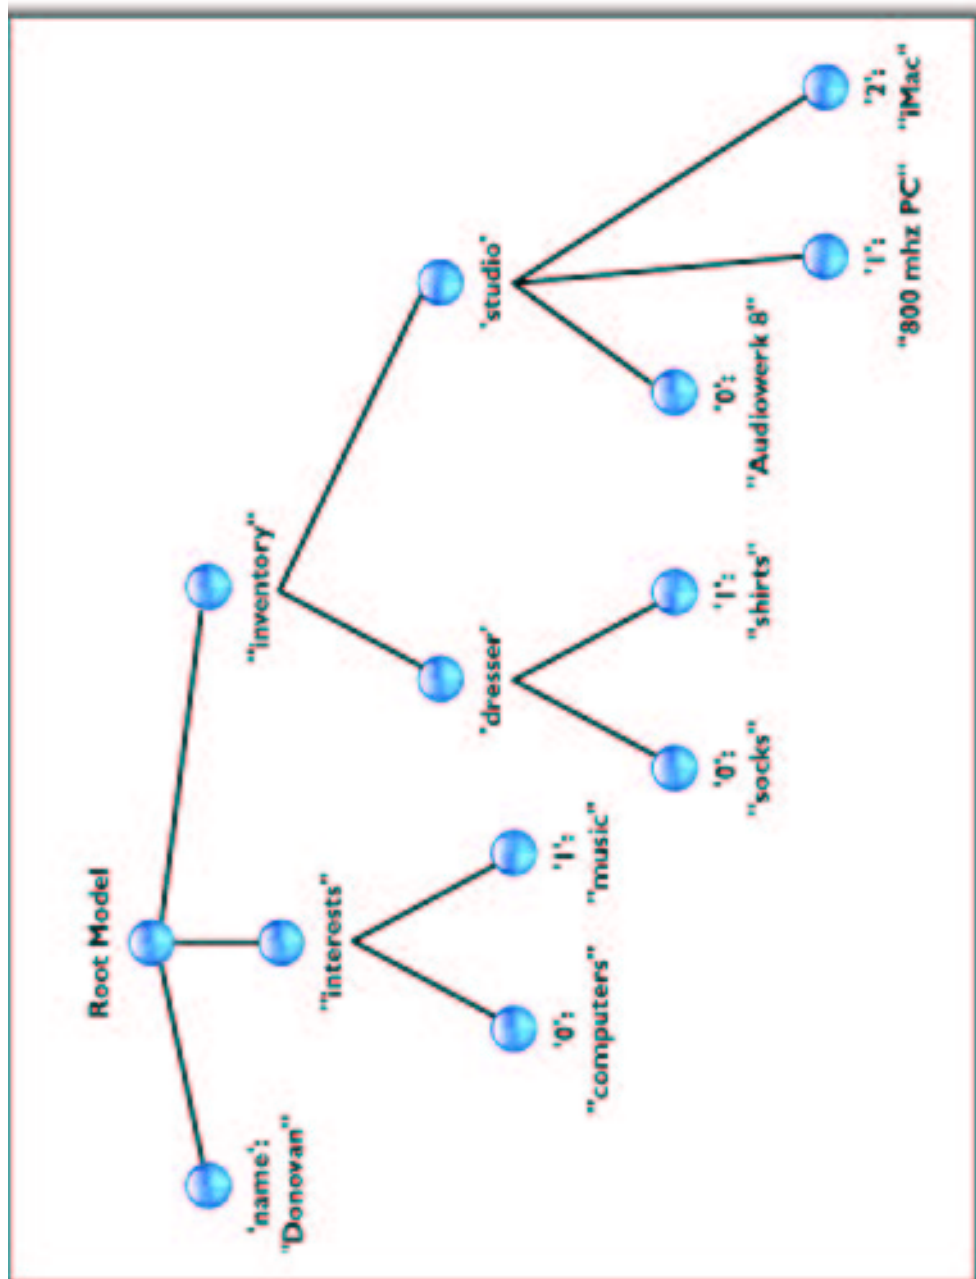 Root Model
'name':
"Donovan"
"interests"
'0':
"computers"
'1':
"music"
"inventory"
'dresser'
'0':
"socks"
'1':
"shirts"
'studio'
'0':
"Audiowerk 8"
'1':
"800 mhz PC"
'2':
"iMac"